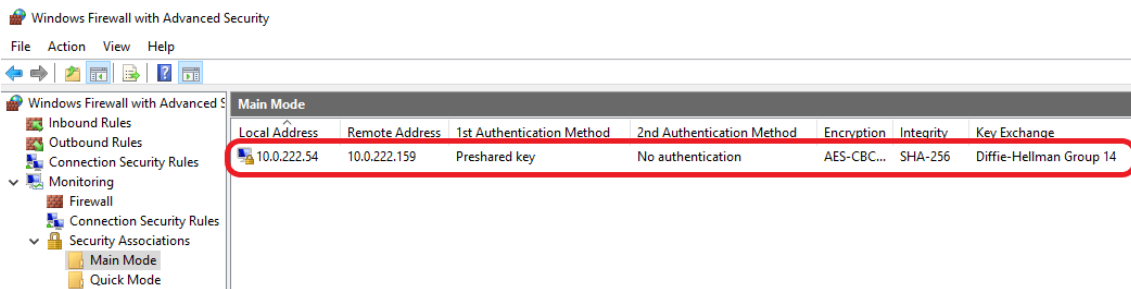 Windows Firewall with Advanced Security
File Action View Help
Windows Firewall with Advanced S
Inbound Rules
Outbound Rules
Connection Security Rules
Monitoring
Firewall
Connection Security Rules
Security Associations
Main Mode
Quick Mode
Main Mode
Local Address Remote Address 1st Authentication Method 2nd Authentication Method Encryption Integrity Key Exchange
10.0.222.54 10.0.222.159 Preshared key No authentication AES-CBC... SHA-256 Diffie-Hellman Group 14